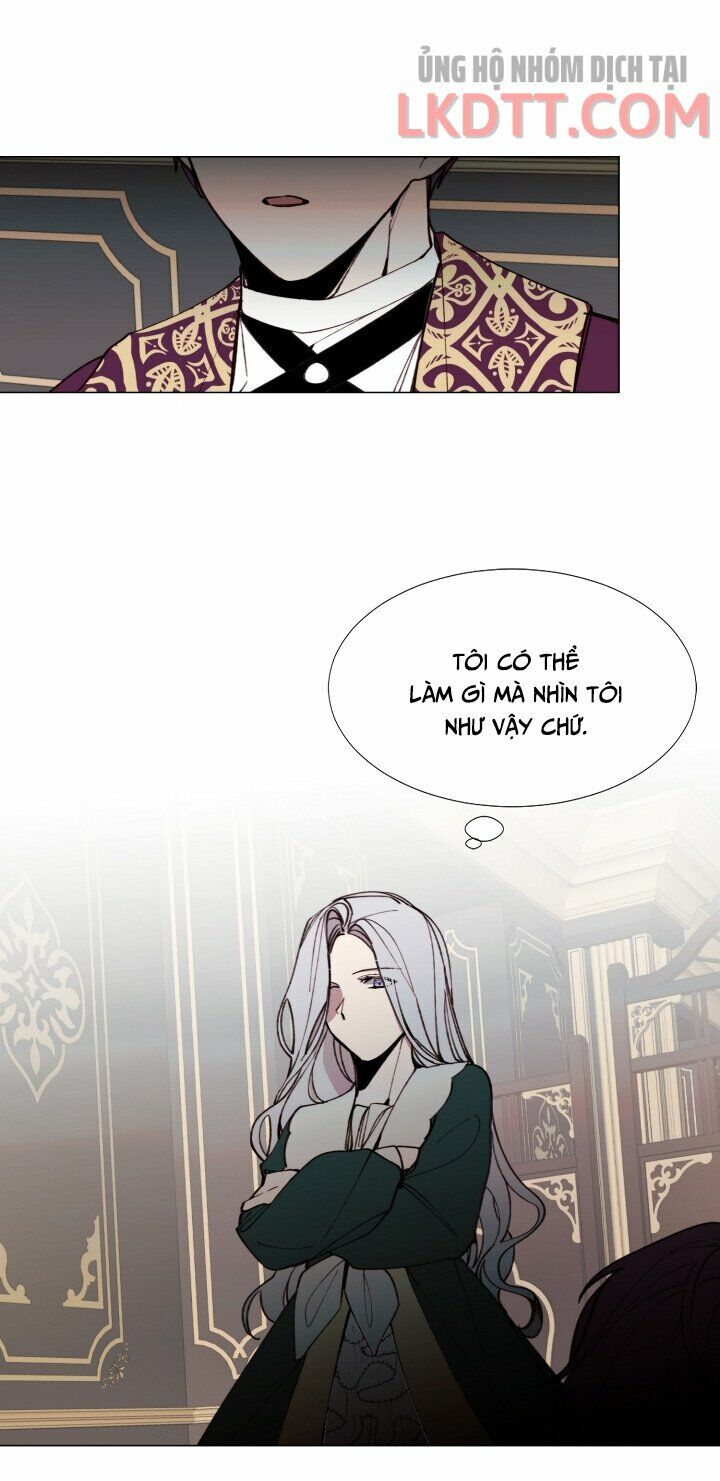 ỦNG HỘ NHÓM DỊCH TẠI
LKDTT.COM
TÔI CÓ THỂ
LÀM GÌ MÀ NHÌN TÔI
NHƯ VẬY CHỨ.